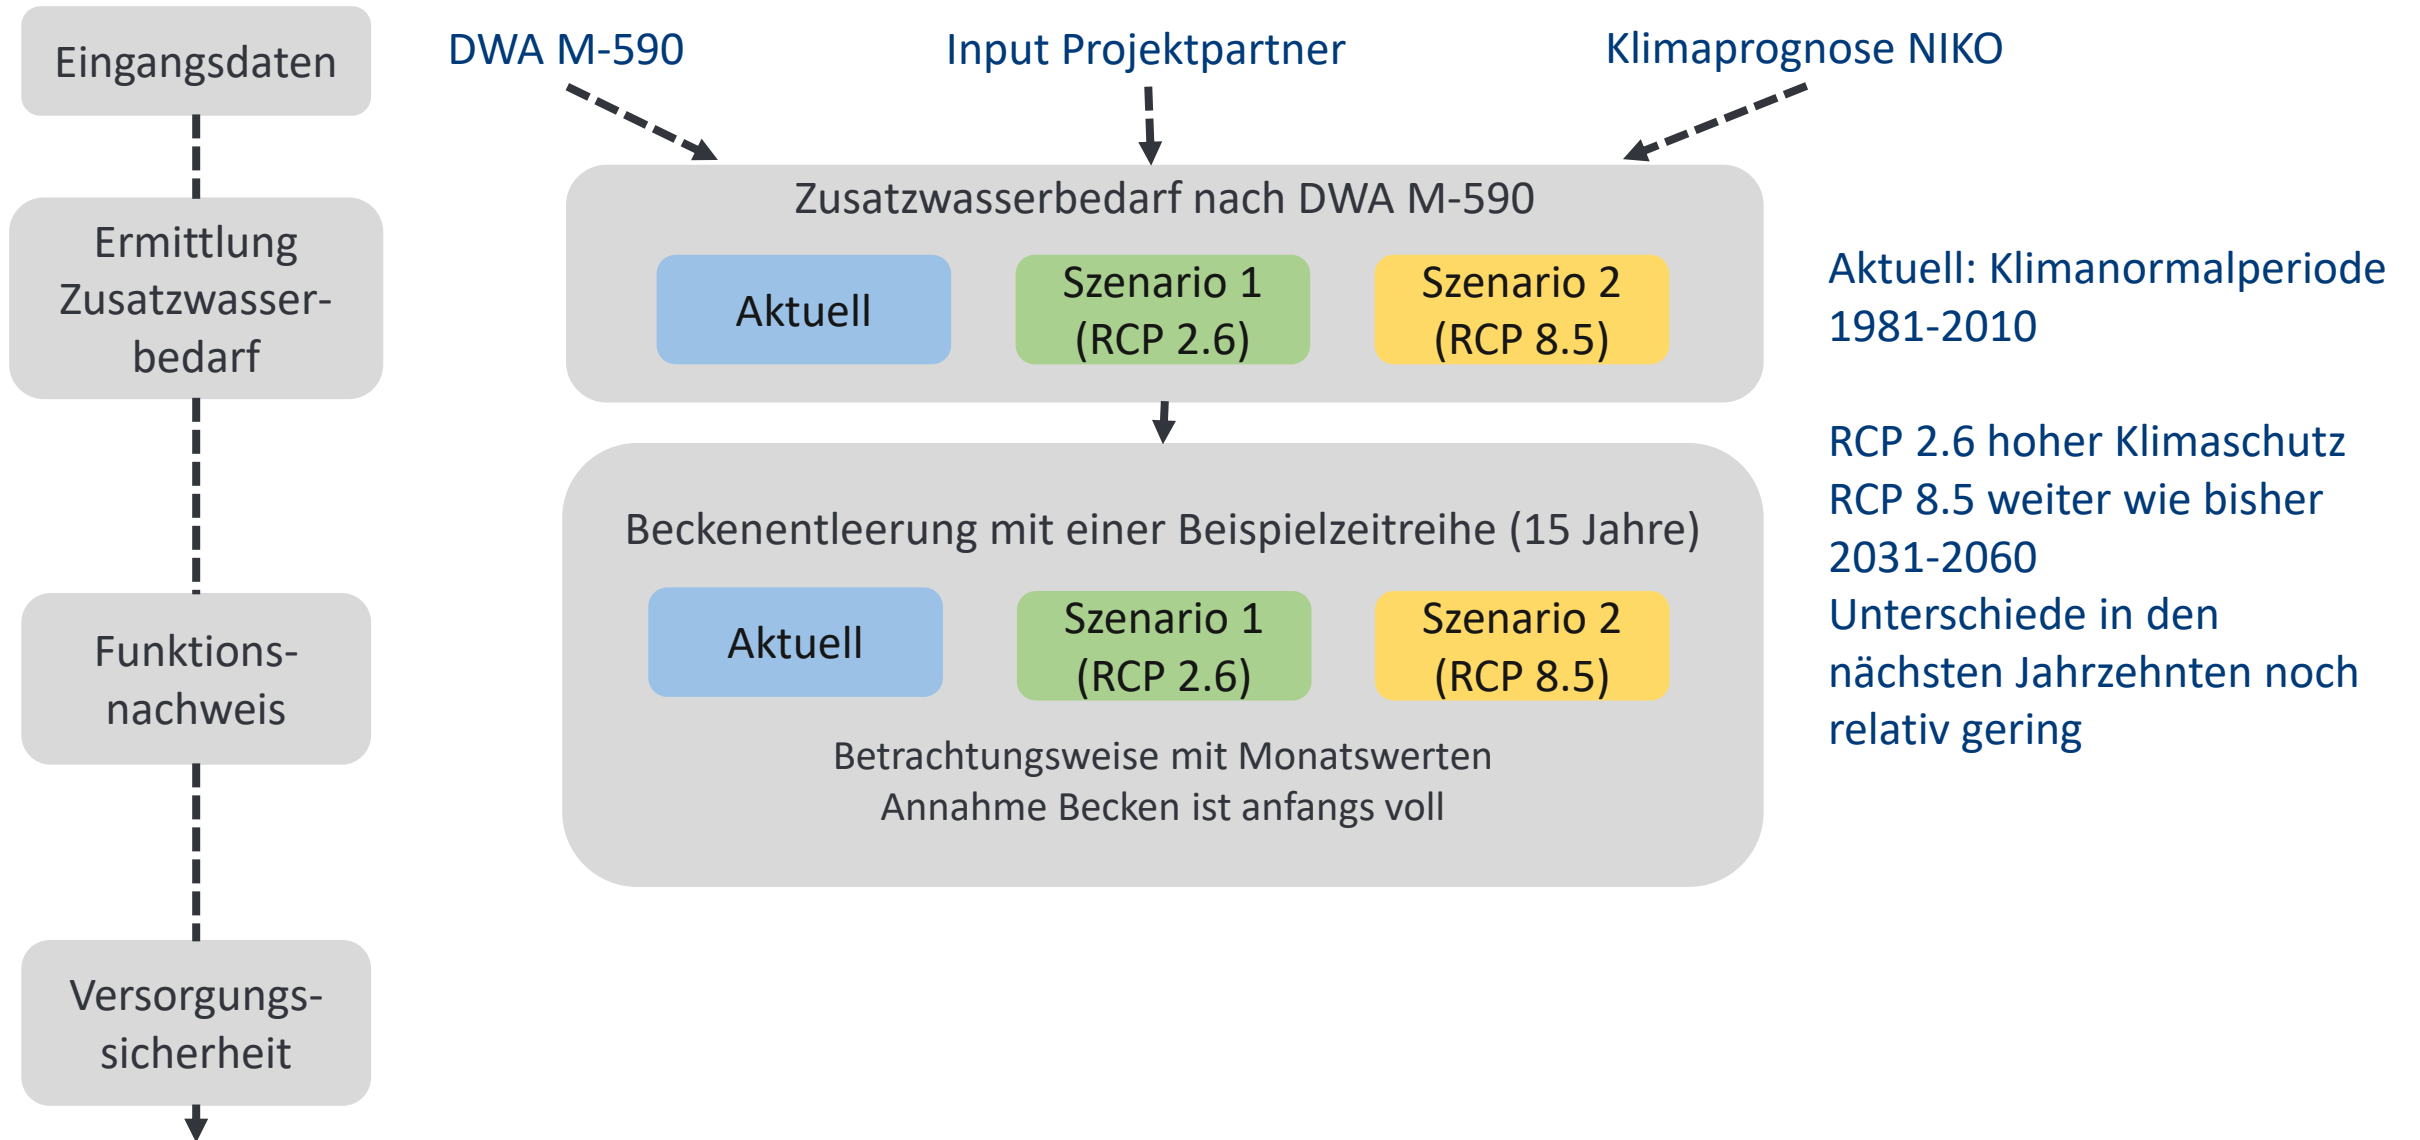 Eingangsdaten
DWA M-590
Input Projektpartner
Klimaprognose NIKO
Ermittlung
Zusatzwasser-
bedarf
Zusatzwasserbedarf nach DWA M-590
Aktuell
Szenario 1
(RCP 2.6)
Szenario 2
(RCP 8.5)
Aktuell: Klimanormalperiode
1981-2010
RCP 2.6 hoher Klimaschutz
RCP 8.5 weiter wie bisher
2031-2060
Unterschiede in den
nächsten Jahrzehnten noch
relativ gering
Funktions-
nachweis
Beckenentleerung mit einer Beispielzeitreihe (15 Jahre)
Aktuell
Szenario 1
(RCP 2.6)
Szenario 2
(RCP 8.5)
Betrachtungsweise mit Monatswerten
Annahme Becken ist anfangs voll
Versorgungs-
sicherheit